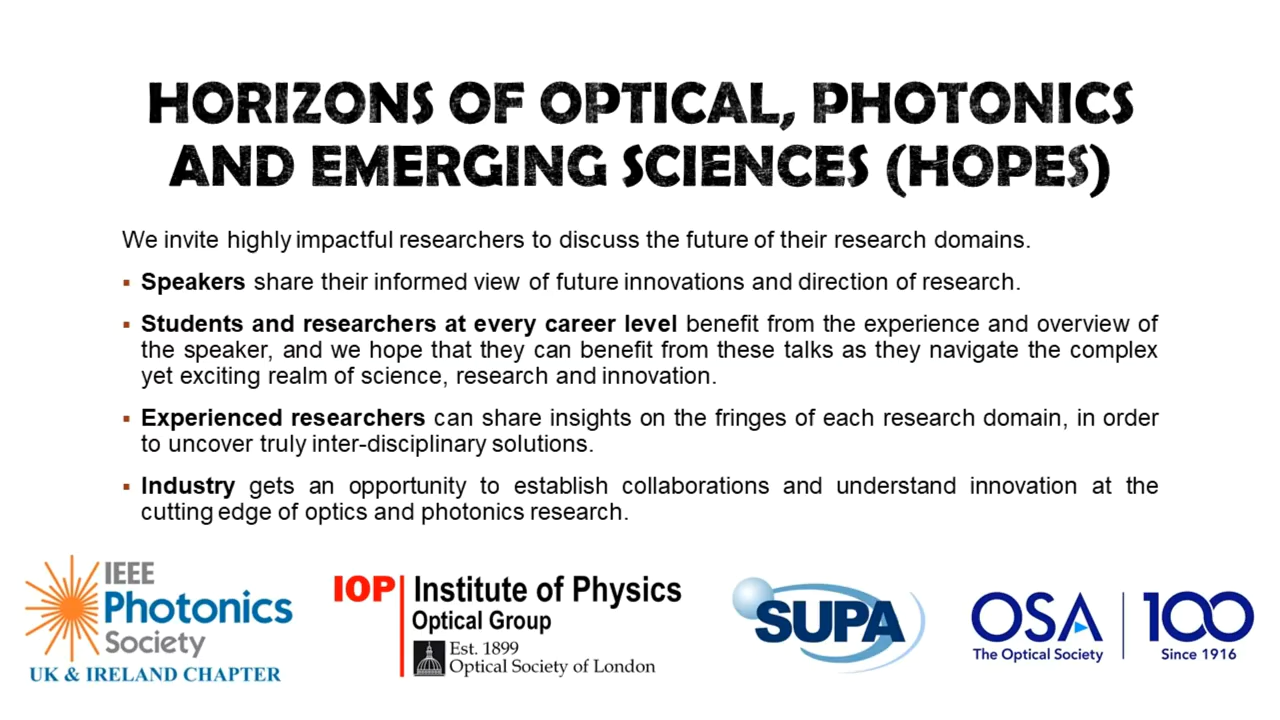 HORIZONS OF OPTICAL, PHOTONICS
AND EMERGING SCIENCES (HOPES)
We invite highly impactful researchers to discuss the future of their research domains.
▪ Speakers share their informed view of future innovations and direction of research.
▪ Students and researchers at every career level benefit from the experience and overview of
the speaker, and we hope that they can benefit from these talks as they navigate the complex
yet exciting realm of science, research and innovation.
▪ Experienced researchers can share insights on the fringes of each research domain, in order
to uncover truly inter-disciplinary solutions.
▪ Industry gets an opportunity to establish collaborations and understand innovation at the
cutting edge of optics and photonics research.
IEEE
Photonics
Society
UK & IRELAND CHAPTER
IOP Institute of Physics
Optical Group
Est. 1899
Optical Society of London
SUPA
OSA 100
The Optical Society Since 1916